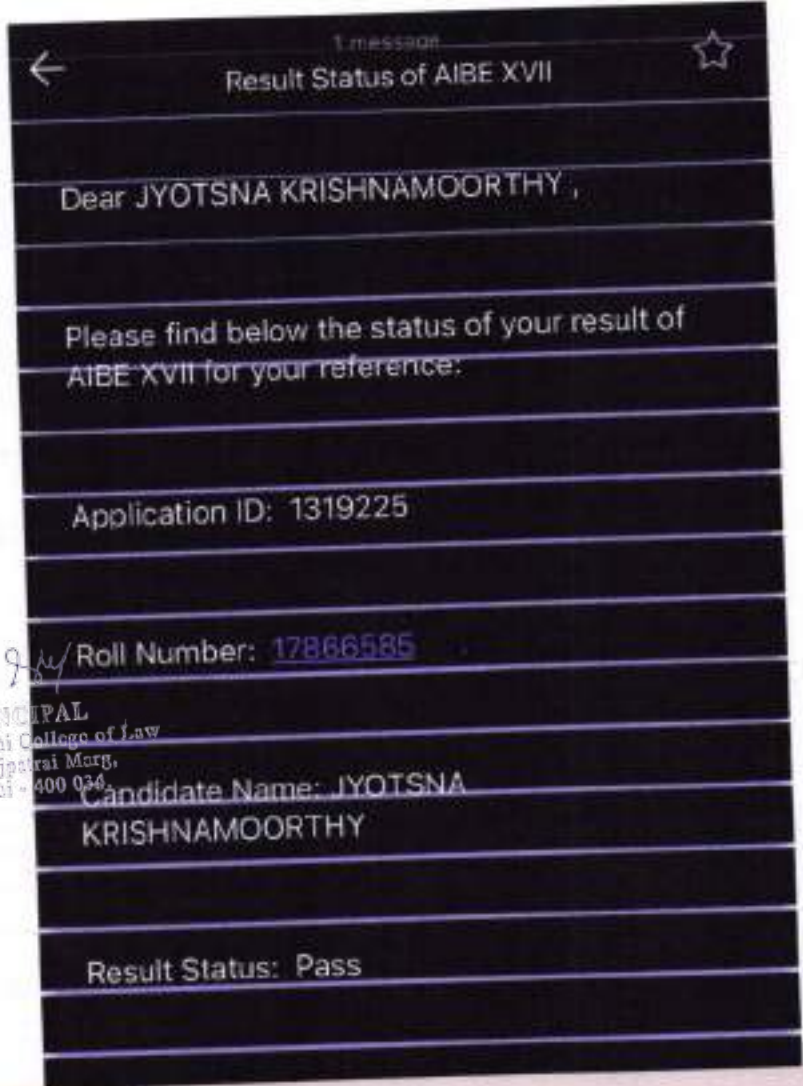 1 message
Result Status of AIBE XVII
Dear JYOTSNA KRISHNAMOORTHY ,
Please find below the status of your result of
AIBE XVII for your reference:
Application ID: 1319225
Roll Number: 17866585
NCIPAL
College of Law
Marg,
400 036.
Candidate Name: JYOTSNA
KRISHNAMOORTHY
Result Status: Pass